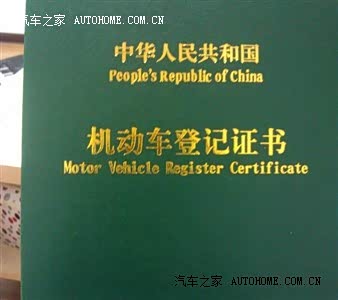 汽车之家 AUTOHOME.COM.CN
中华人民共和国
People's Republic of China
机动车登记证书
Motor Vehicle Register Certificate
汽车之家 AUTOHOME.COM.CN